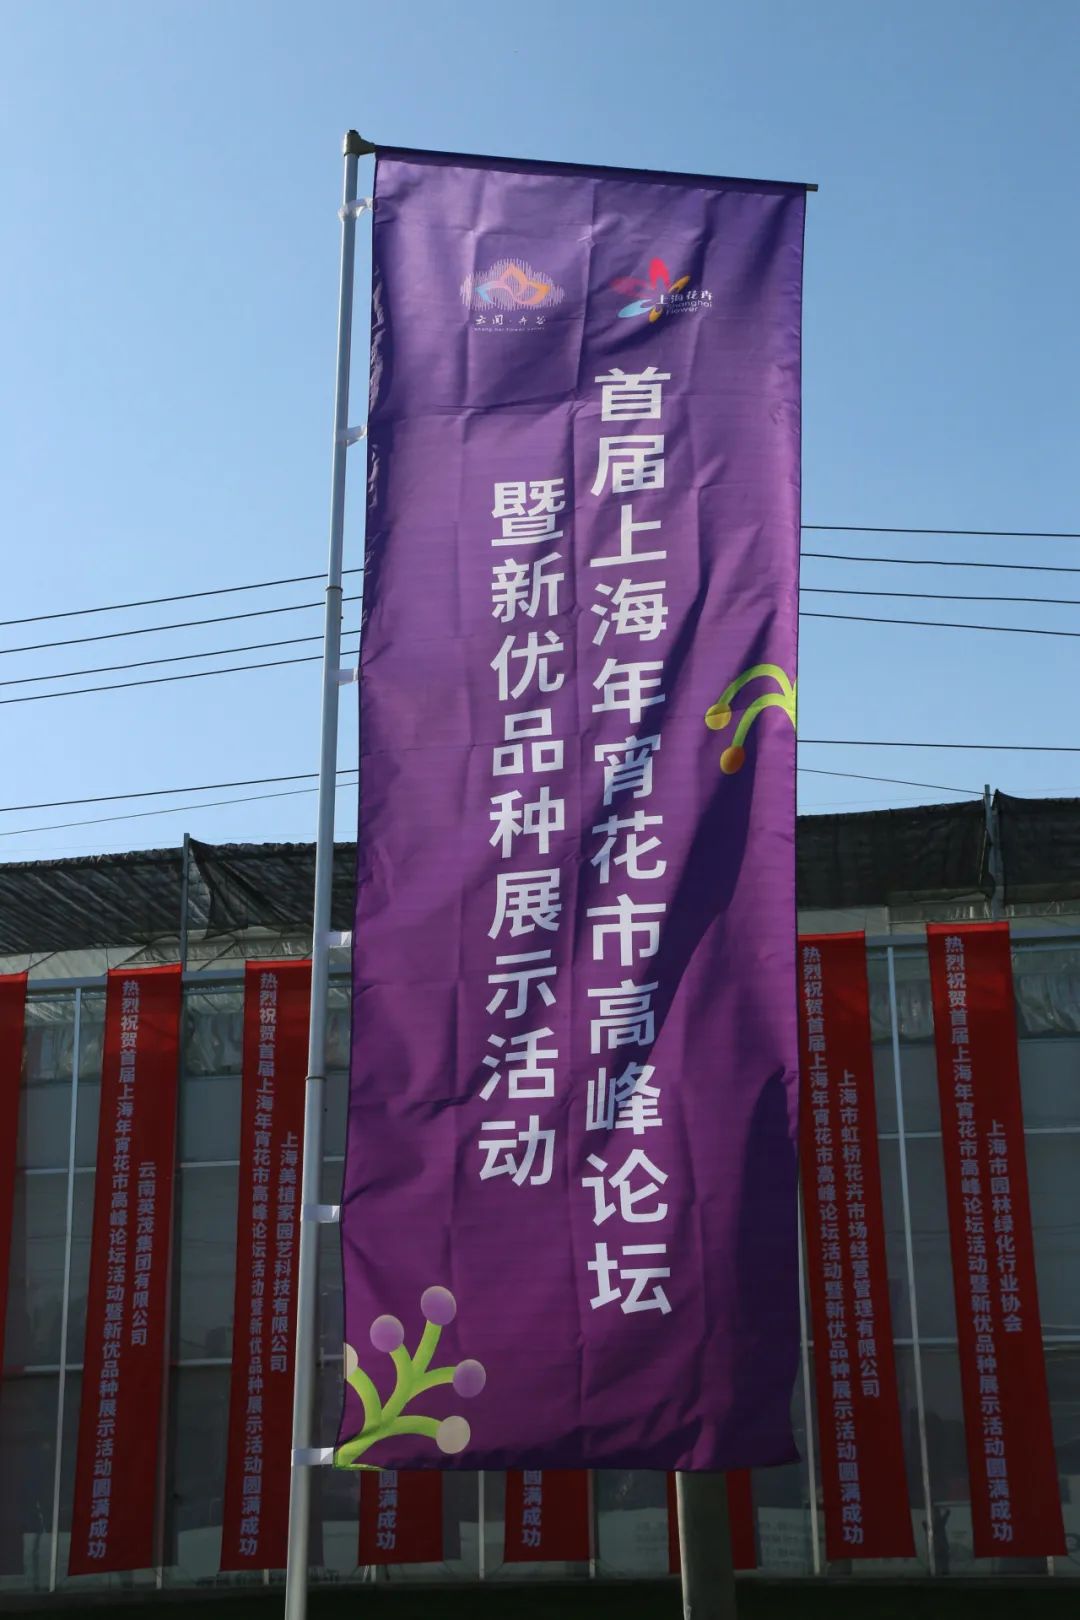 上海花卉
Shanghai
Flower
首届上海年宵花市高峰论坛
暨新优品种展示活动
热烈祝贺首届上海年宵花市高峰论坛活动暨新优品种展示活动圆满成功
云南英茂集团有限公司
热烈祝贺首届上海年宵花市高峰论坛活动暨新优品种展示活动圆满成功
上海美植家园艺科技有限公司
圆满成功
圆满成功
热烈祝贺首届上海年宵花市高峰论坛活动暨新优品种展示活动圆满成功
上海市虹桥花卉市场经营管理有限公司
热烈祝贺首届上海年宵花市高峰论坛活动暨新优品种展示活动圆满成功
上海市园林绿化行业协会